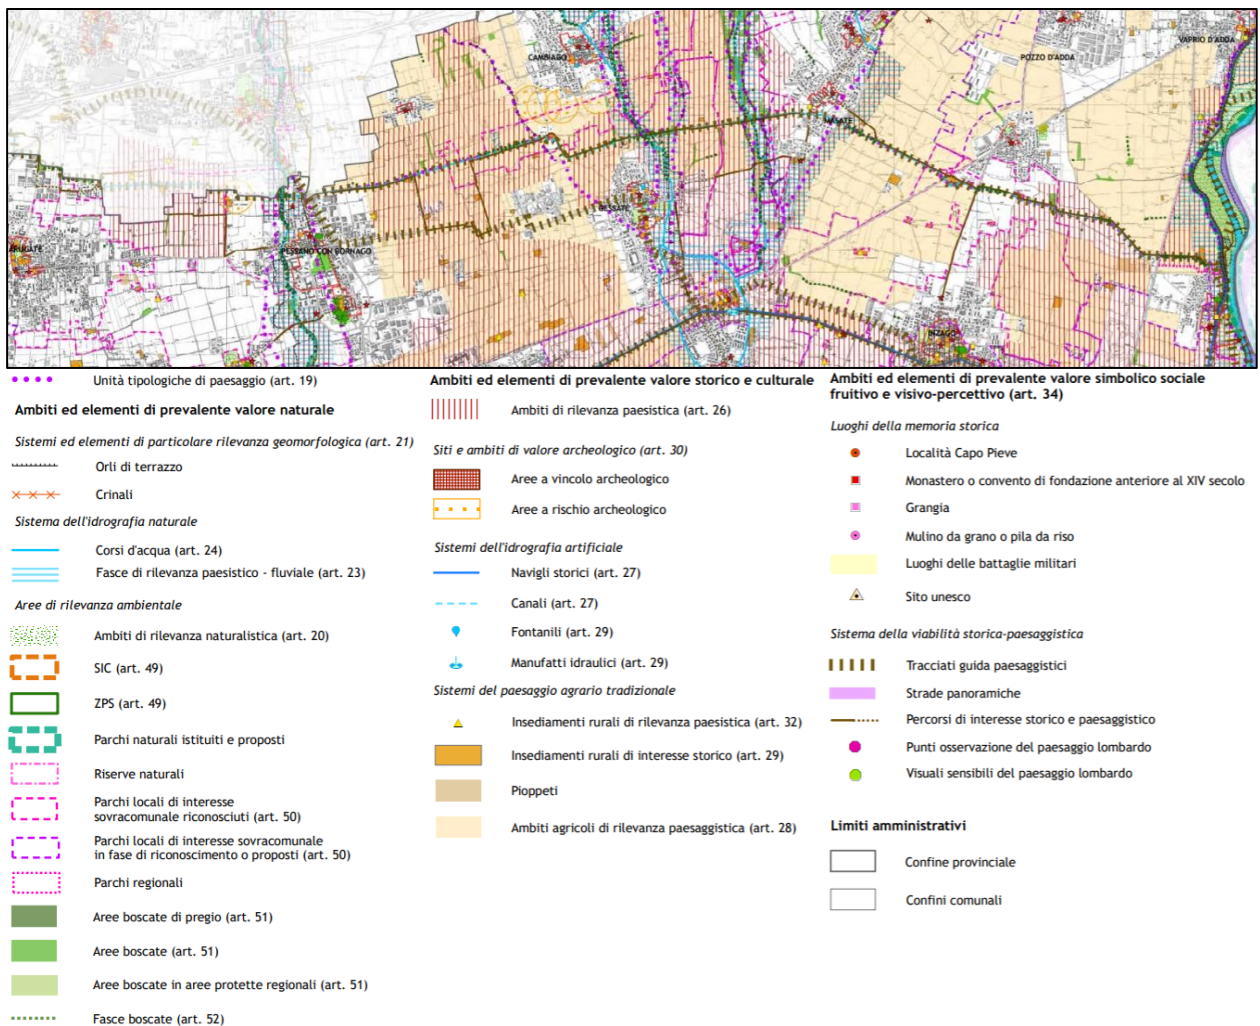 CAMBIAGO
POZZO D'ADDA
VAPRIO D'ADDA
MASATE
BESSATE
PESSANO CON BORNAGO
Unità tipologiche di paesaggio (art. 19)
Ambiti ed elementi di prevalente valore naturale
Sistemi ed elementi di particolare rilevanza geomorfologica (art. 21)
Orli di terrazzo
Crinali
Sistema dell'idrografia naturale
Corsi d'acqua (art. 24)
Fasce di rilevanza paesistico - fluviale (art. 23)
Aree di rilevanza ambientale
Ambiti di rilevanza naturalistica (art. 20)
SIC (art. 49)
ZPS (art. 49)
Parchi naturali istituiti e proposti
Riserve naturali
Parchi locali di interesse
sovracomunale riconosciuti (art. 50)
Parchi locali di interesse sovracomunale
in fase di riconoscimento o proposti (art. 50)
Parchi regionali
Aree boscate di pregio (art. 51)
Aree boscate (art. 51)
Aree boscate in aree protette regionali (art. 51)
Fasce boscate (art. 52)
Ambiti ed elementi di prevalente valore storico e culturale
Ambiti di rilevanza paesistica (art. 26)
Siti e ambiti di valore archeologico (art. 30)
Aree a vincolo archeologico
Aree a rischio archeologico
Sistemi dell'idrografia artificiale
Navigli storici (art. 27)
Canali (art. 27)
Fontanili (art. 29)
Manufatti idraulici (art. 29)
Sistemi del paesaggio agrario tradizionale
Insediamenti rurali di rilevanza paesistica (art. 32)
Insediamenti rurali di interesse storico (art. 29)
Pioppeti
Ambiti agricoli di rilevanza paesaggistica (art. 28)
Ambiti ed elementi di prevalente valore simbolico sociale
fruitivo e visivo-percettivo (art. 34)
Luoghi della memoria storica
Località Capo Pieve
Monastero o convento di fondazione anteriore al XIV secolo
Grangia
Mulino da grano o pila da riso
Luoghi delle battaglie militari
Sito unesco
Sistema della viabilità storica-paesaggistica
Tracciati guida paesaggistici
Strade panoramiche
Percorsi di interesse storico e paesaggistico
Punti osservazione del paesaggio lombardo
Visuali sensibili del paesaggio lombardo
Limiti amministrativi
Confine provinciale
Confini comunali